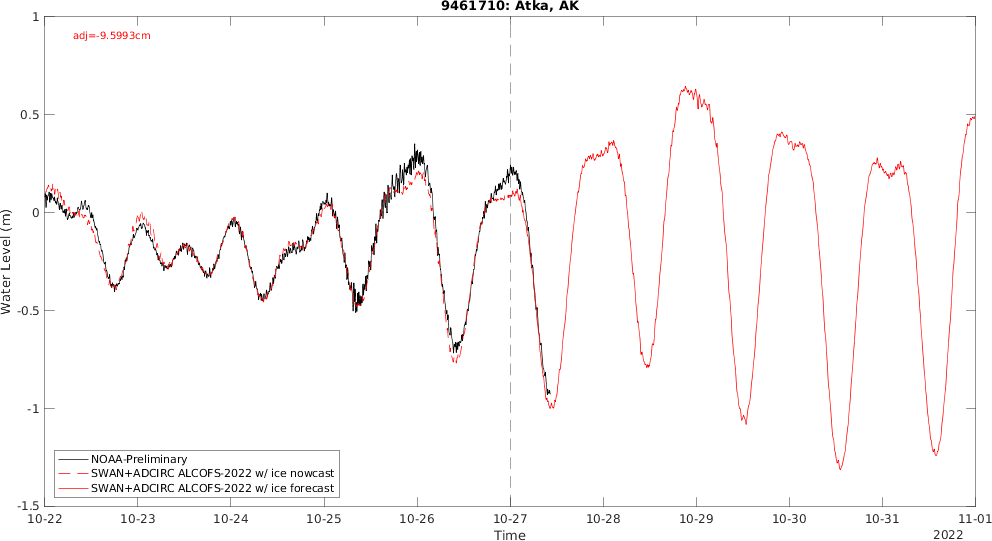 9461710: Atka, AK
adj=-9.5993cm
1
0.5
0
-0.5
-1
-1.5
Water Level (m)
NOAA-Preliminary
SWAN+ADCIRC ALCOFS-2022 w/ ice nowcast
SWAN+ADCIRC ALCOFS-2022 w/ ice forecast
10-22 10-23 10-24 10-25 10-26 10-27 10-28 10-29 10-30 10-31 11-01
Time
2022